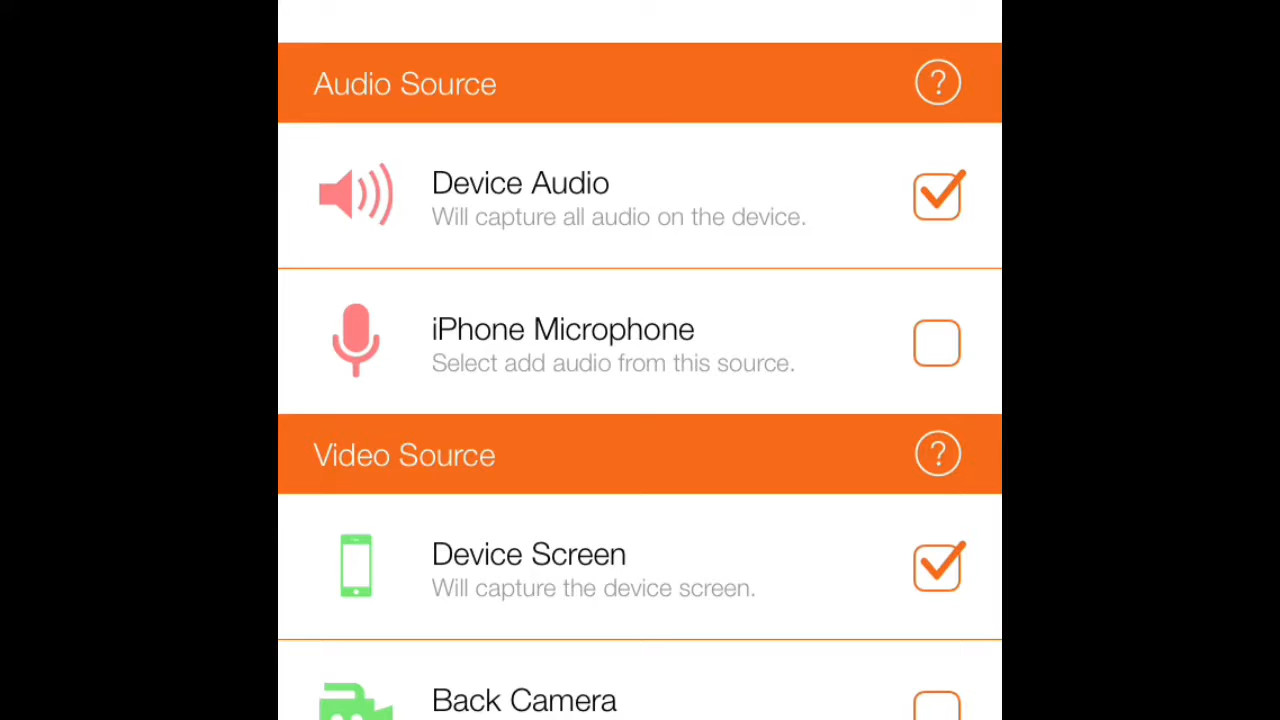 Audio Source
?
Device Audio
Will capture all audio on the device.
iPhone Microphone
Select add audio from this source.
Video Source
?
Device Screen
Will capture the device screen.
Back Camera